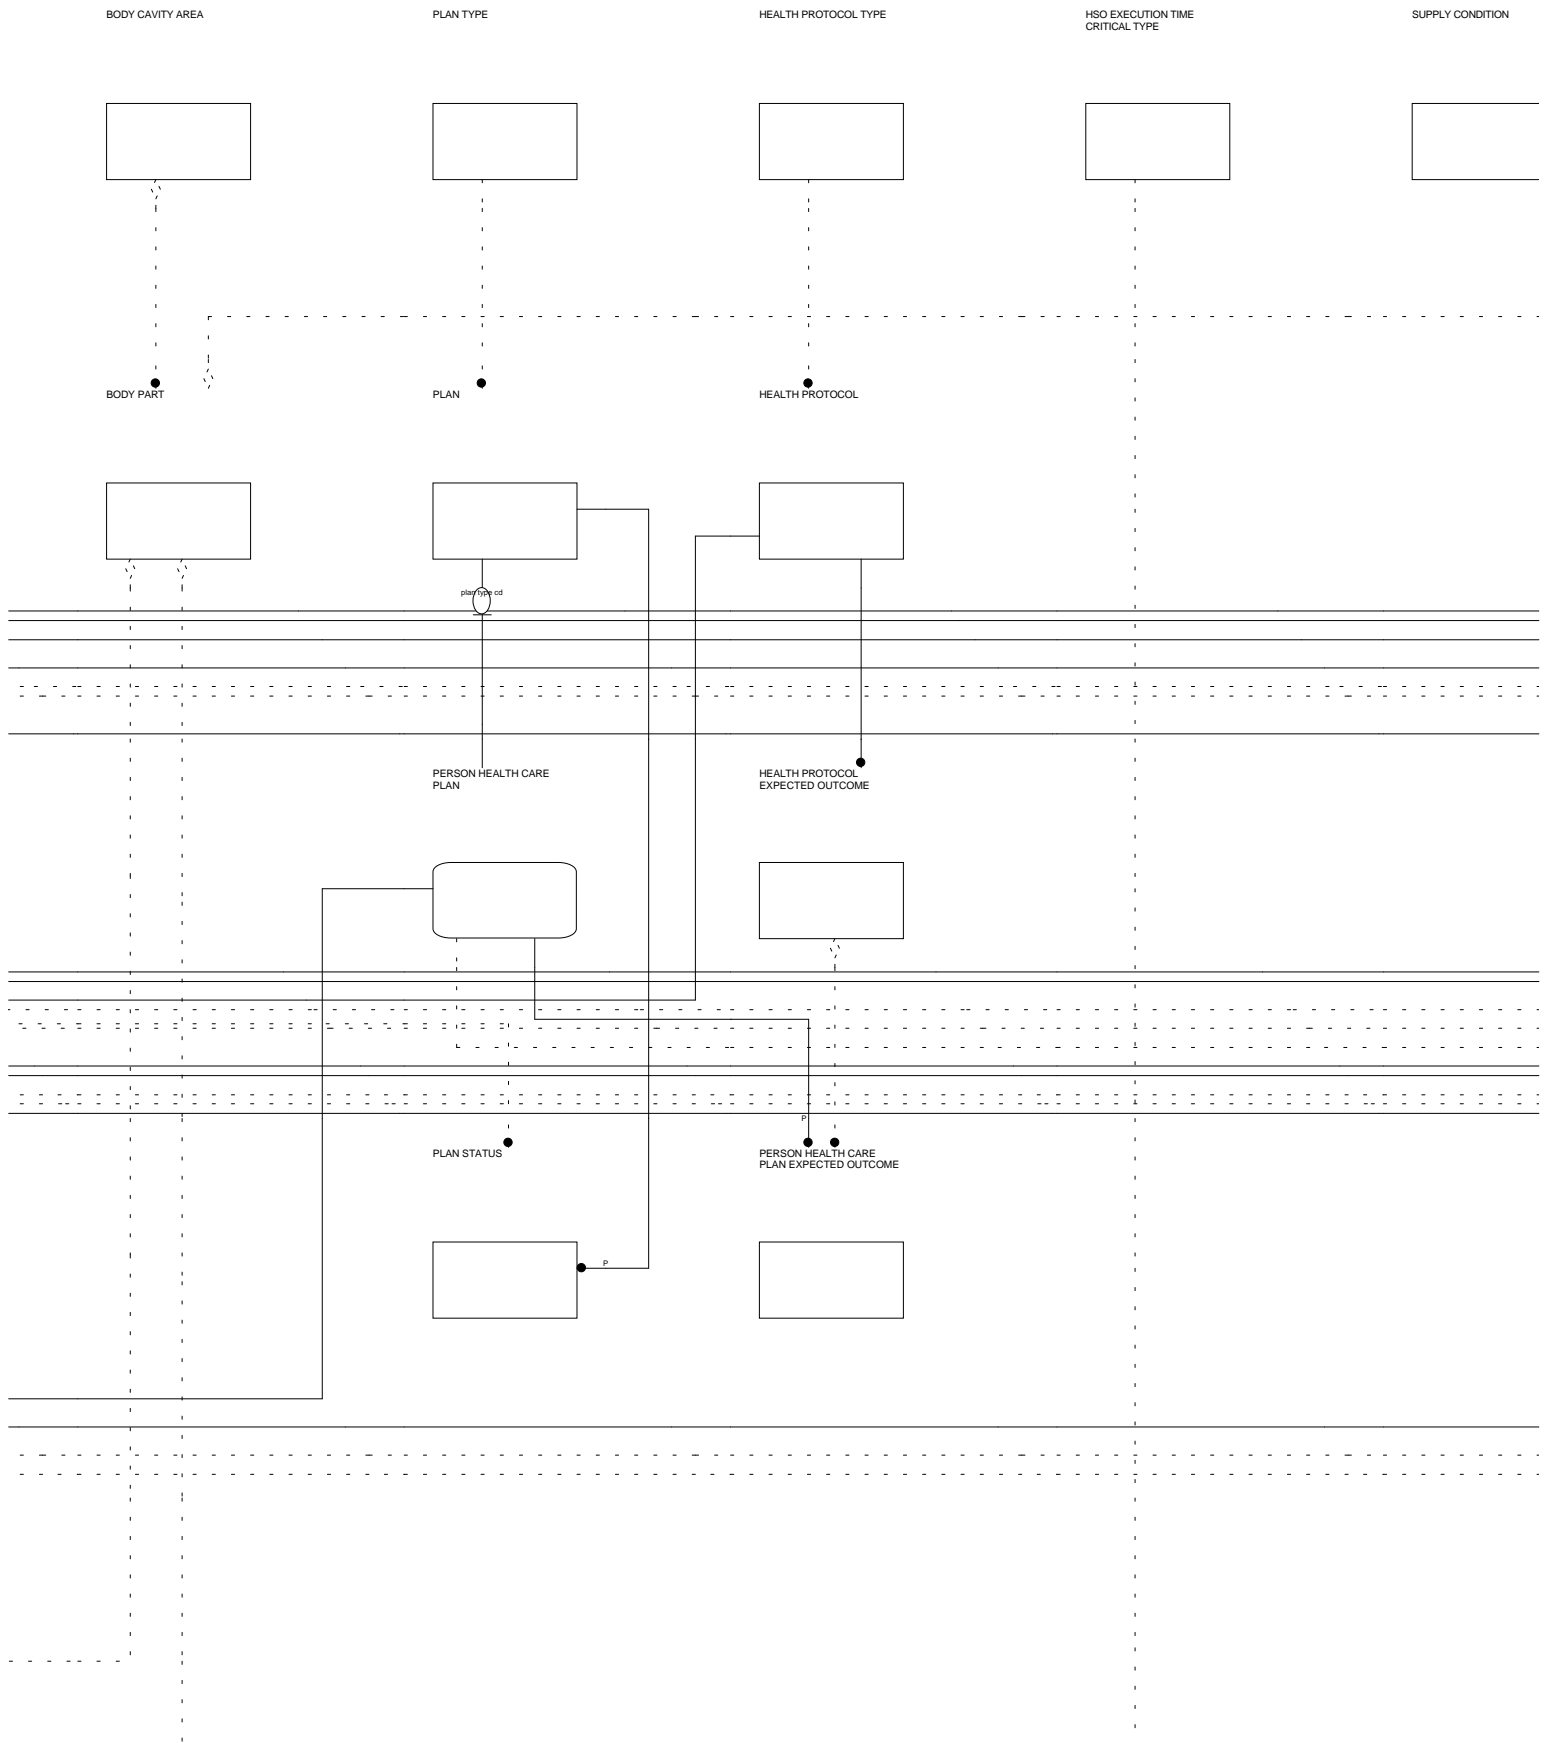 BODY CAVITY AREA
PLAN TYPE
HEALTH PROTOCOL TYPE
HSO EXECUTION TIME
CRITICAL TYPE
SUPPLY CONDITION
BODY PART
PLAN
HEALTH PROTOCOL
plan type cd
PERSON HEALTH CARE
PLAN
HEALTH PROTOCOL
EXPECTED OUTCOME
P
PLAN STATUS
PERSON HEALTH CARE
PLAN EXPECTED OUTCOME
P